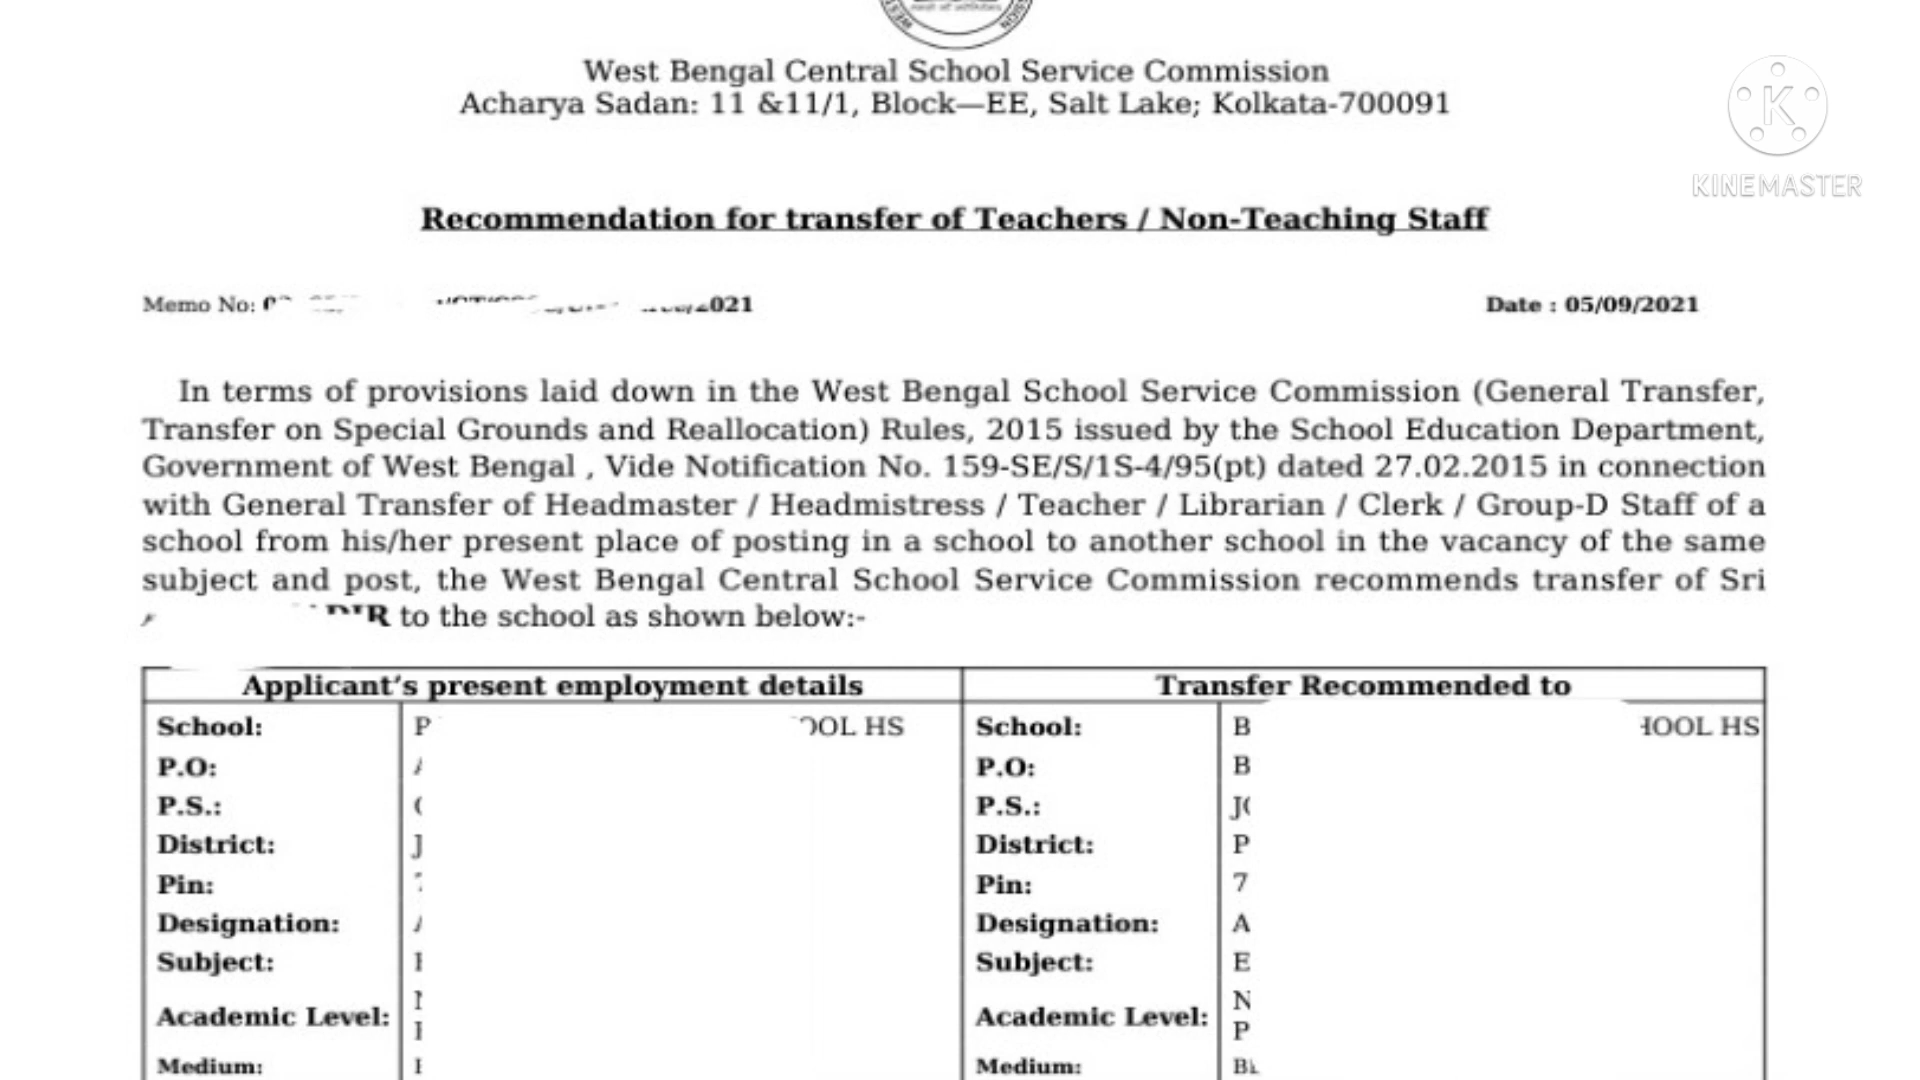 West Bengal Central School Service Commission
Acharya Sadan: 11 &11/1, Block—EE, Salt Lake; Kolkata-700091
KINEMASTER
Recommendation for transfer of Teachers / Non-Teaching Staff
Memo No: 2021 Date : 05/09/2021
In terms of provisions laid down in the West Bengal School Service Commission (General Transfer,
Transfer on Special Grounds and Reallocation) Rules, 2015 issued by the School Education Department,
Government of West Bengal , Vide Notification No. 159-SE/S/1S-4/95(pt) dated 27.02.2015 in connection
with General Transfer of Headmaster / Headmistress / Teacher / Librarian / Clerk / Group-D Staff of a
school from his/her present place of posting in a school to another school in the vacancy of the same
subject and post, the West Bengal Central School Service Commission recommends transfer of Sri
to the school as shown below:-
Applicant’s present employment details Transfer Recommended to
School: P HS School: B HS
P.O: P.O: B
P.S.: P.S.:
District: J District: P
Pin: Pin: 7
Designation: Designation: A
Subject: Subject: E
Academic Level: Academic Level: N P
Medium: Medium: